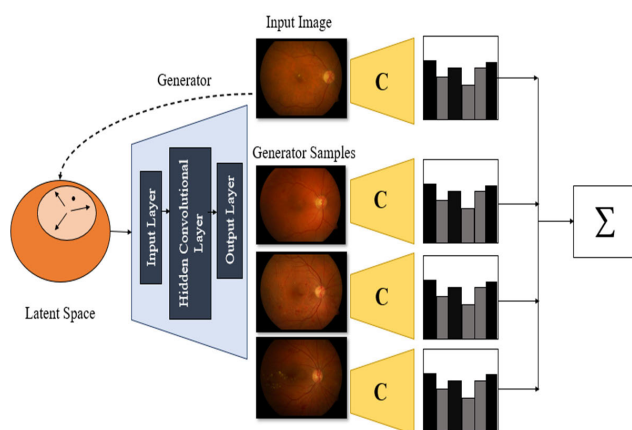 Input Image
Generator
C
Generator Samples
Input Layer
Hidden Convolutional
Layer
Output Layer
C
Σ
C
Latent Space
C